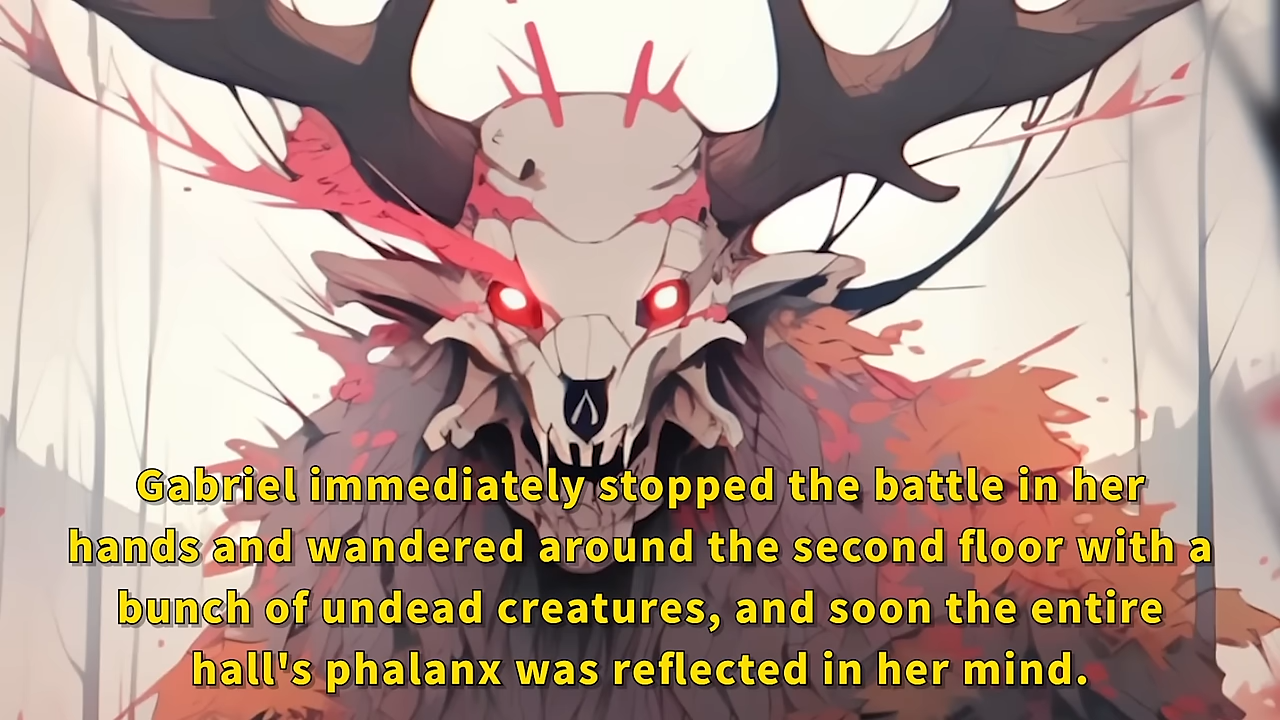 Gabriel immediately stopped the battle in her
hands and wandered around the second floor with a
bunch of undead creatures, and soon the entire
hall's phalanx was reflected in her mind.